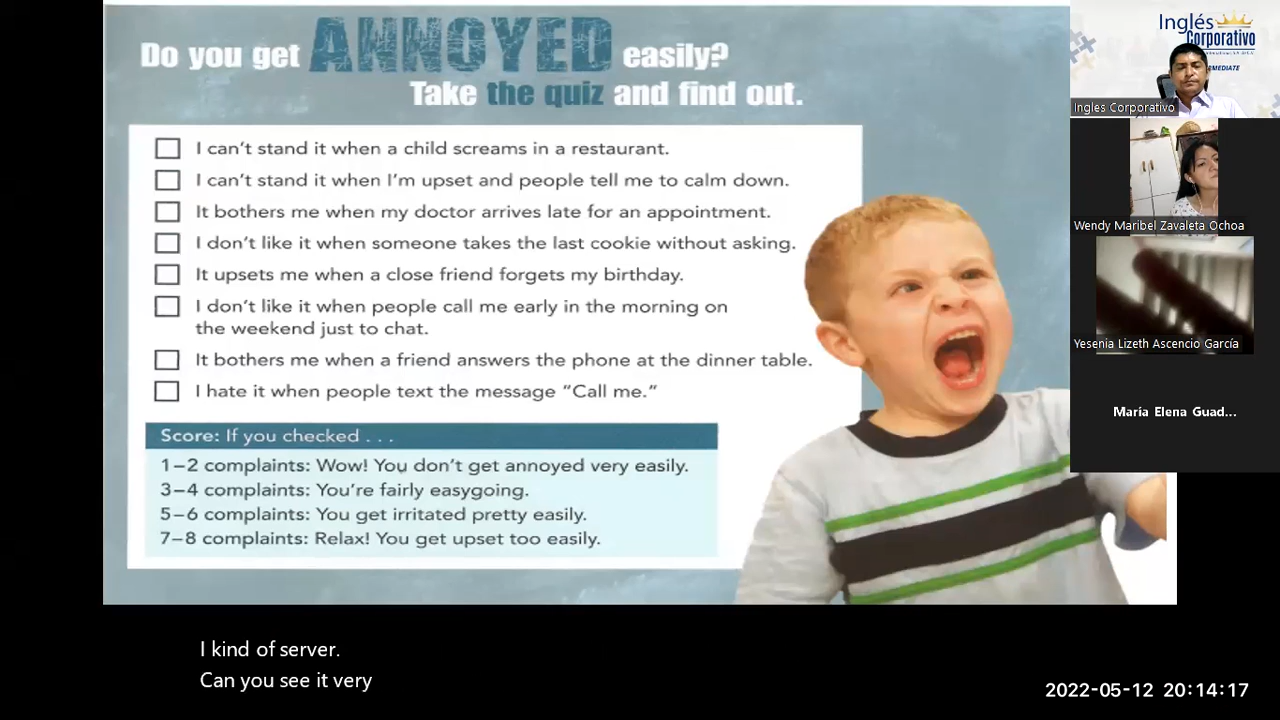 Do you get ANNOYED easily?
Take the quiz and find out.
I can't stand it when a child screams in a restaurant.
I can't stand it when I'm upset and people tell me to calm down.
It bothers me when my doctor arrives late for an appointment.
I don't like it when someone takes the last cookie without asking.
It upsets me when a close friend forgets my birthday.
I don't like it when people call me early in the morning on
the weekend just to chat.
It bothers me when a friend answers the phone at the dinner table.
I hate it when people text the message “Call me.”
Score: If you checked . . .
1–2 complaints: Wow! You don't get annoyed very easily.
3–4 complaints: You're fairly easygoing.
5–6 complaints: You get irritated pretty easily.
7–8 complaints: Relax! You get upset too easily.
Inglés
Corporativo
Ingles Corporativo
Wendy Maribel Zavaleta Ochoa
Yesenia Lizeth Ascencio García
María Elena Guad...
I kind of server.
Can you see it very
2022-05-12 20:14:17